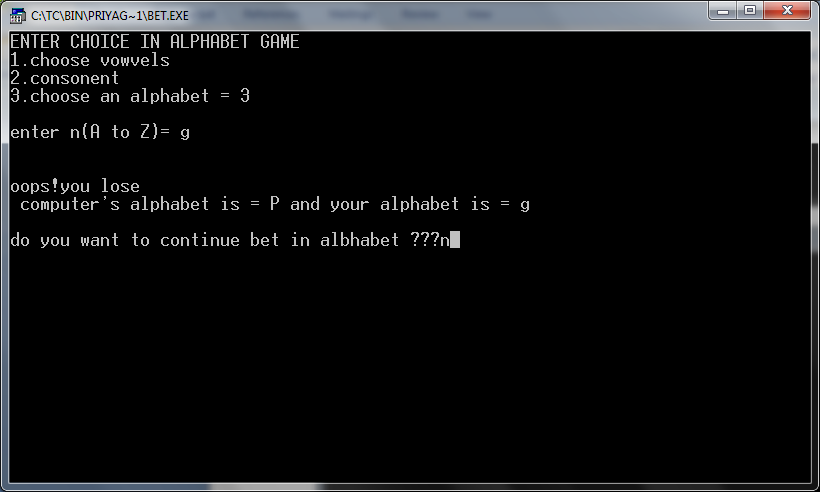 C:\TC\BIN\PRIYAG~1\BET.EXE
ENTER CHOICE IN ALPHABET GAME
1.choose vowvels
2.consonent
3.choose an alphabet = 3
enter n(A to Z)= g
oops!you lose
computer's alphabet is = P and your alphabet is = g
do you want to continue bet in albhabet ???n